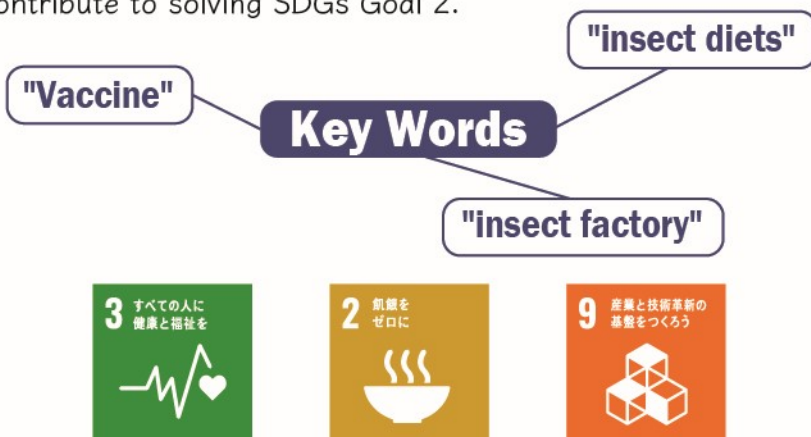 ontribute to solving SDGs Goal 2.
"insect diets"
"Vaccine"
Key Words
"insect factory"
3 すべての人に
健康と福祉を
2 飢餓を
ゼロに
9 産業と技術革新の
基盤をつくろう